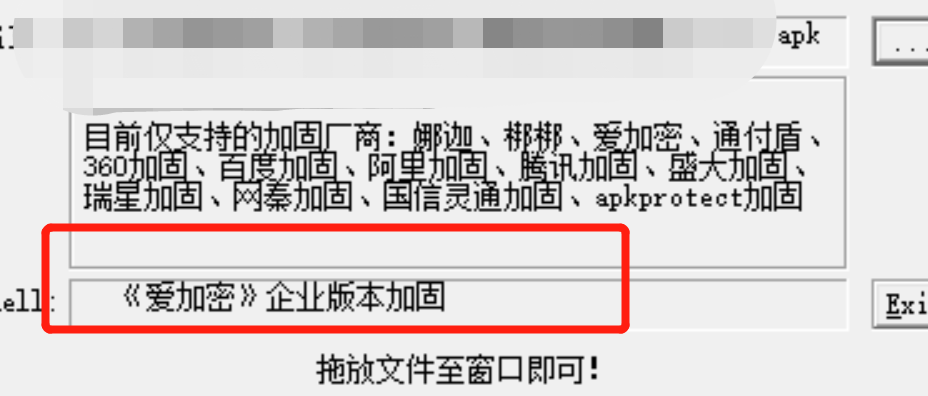 apk
...
目前仅支持的加固厂商：娜迦、梆梆、爱加密、通付盾、
360加固、百度加固、阿里加固、腾讯加固、盛大加固、
瑞星加固、网秦加固、国信灵通加固、apkprotect加固
ell:
《爱加密》企业版本加固
Exi
拖放文件至窗口即可！